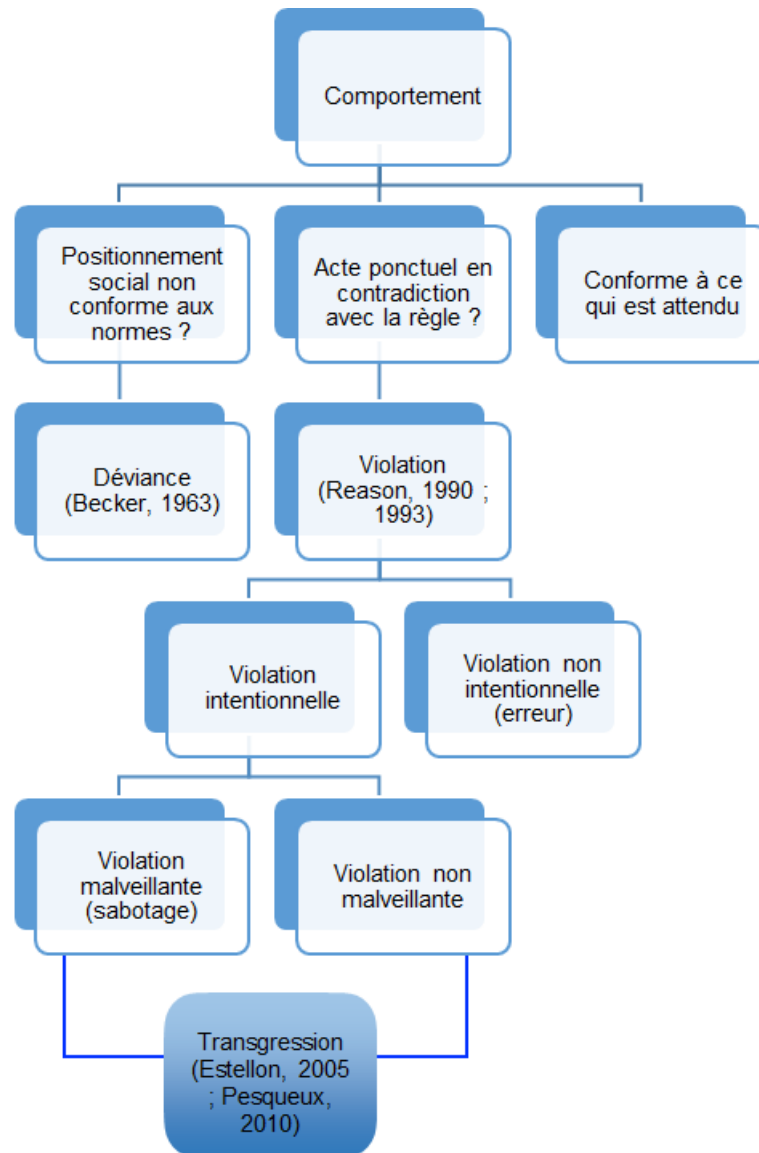 Comportement
Positionnement
social non
conforme aux
normes ?
Acte ponctuel en
contradiction
avec la règle ?
Conforme à ce
qui est attendu
Déviance
(Becker, 1963)
Violation
(Reason, 1990 ;
1993)
Violation
intentionnelle
Violation non
intentionnelle
(erreur)
Violation
malveillante
(sabotage)
Violation non
malveillante
Transgression
(Estellon, 2005
; Pesqueux,
2010)